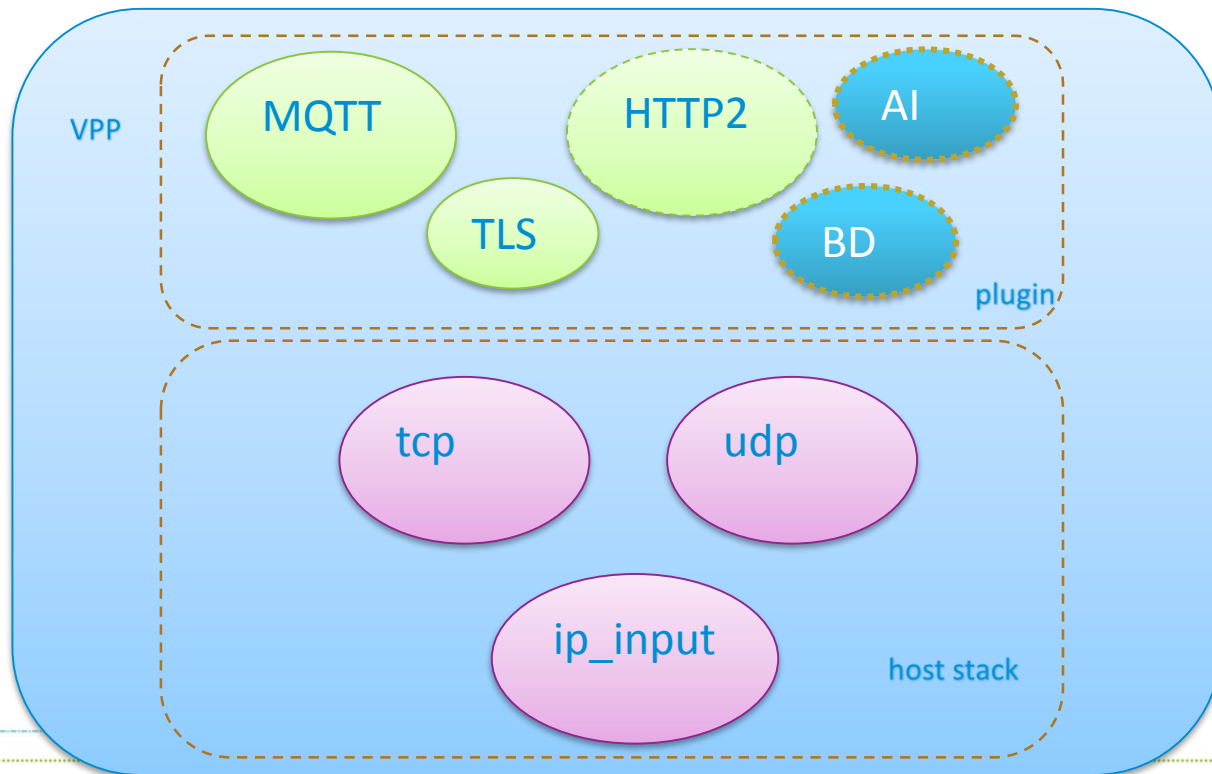 VPP
MQTT
HTTP2
AI
TLS
BD
plugin
tcp
udp
ip_input
host stack